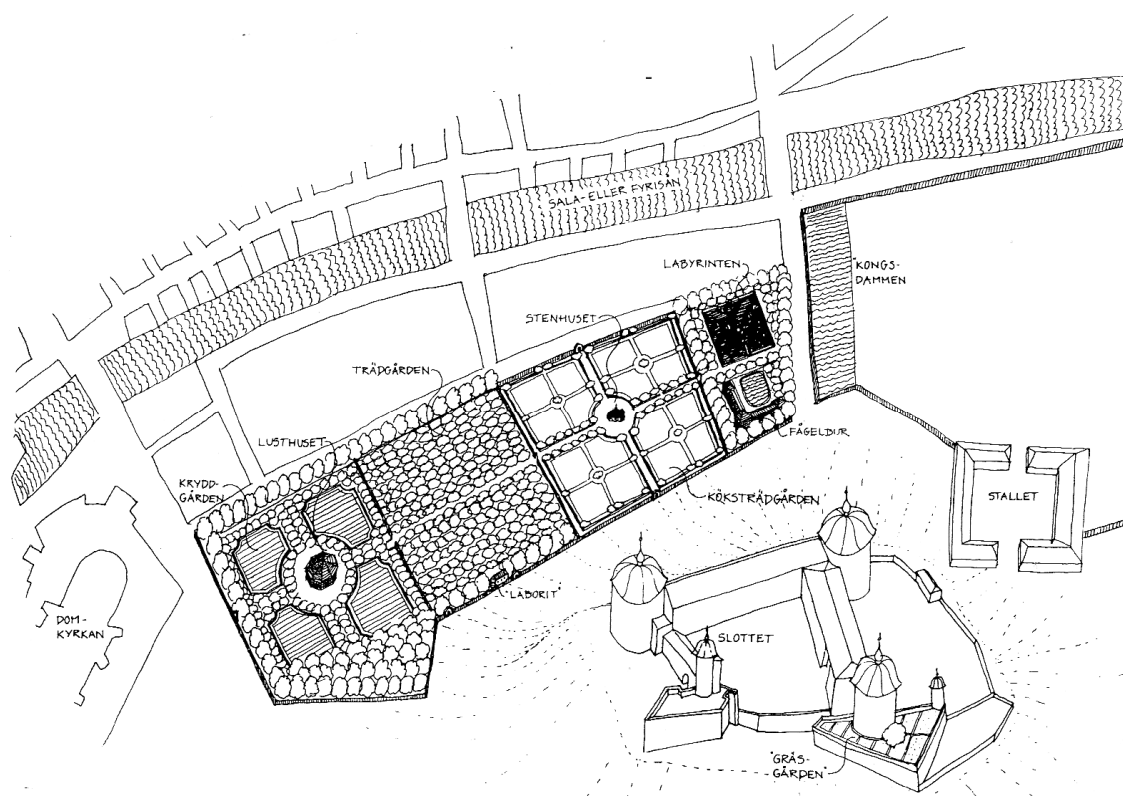 SALA- ELLER FYRISÅN
LABYRINTEN
"KONGS-
DAMMEN
STENHUSET
TRÄDGÅRDEN
LUSTHUSET
FÅGELBUR
KRYDD-
GÅRDEN
KÖKSTRÄDGÅRDEN
STALLET
"LÄBORIT"
DOM-
KYRKAN
SLOTTET
"GRÄS-
GÅRDEN"